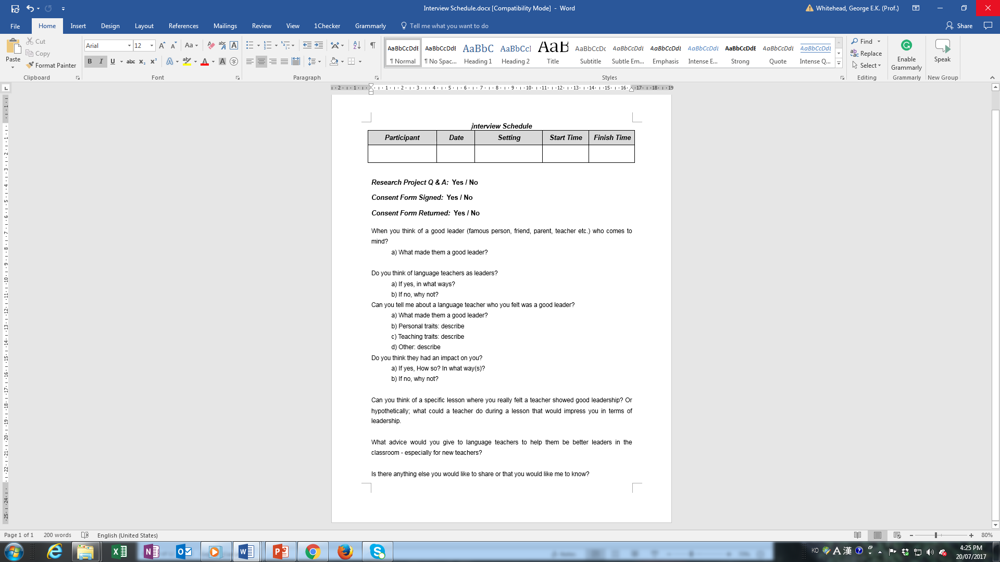 Interview Schedule.docx [Compatibility Mode] - Word
Whitehead, George E.K. (Prof.)
File Home Insert Design Layout References Mailings Review View 1Checker Grammarly Tell me what you want to do Share
Paste
Cut
Copy
Format Painter
Arial 12
AaBbCcDdE AaBbCcDdE AaBbC AaBbCcI AaB AaBbCcDc AaBbCcDdL AaBbCcDdL AaBbCcDdL AaBbCcDdE AaBbCcDdL AaBbCcDdL
¶ Normal ¶ No Spac... Heading 1 Heading 2 Title Subtitle Subtle Em... Emphasis Intense E... Strong Quote Intense Q...
Find
Replace
Select
Enable Grammarly
Speak
Clipboard Font Paragraph Styles Editing Grammarly New Group
Interview Schedule
Participant Date Setting Start Time Finish Time
Research Project Q & A: Yes / No
Consent Form Signed: Yes / No
Consent Form Returned: Yes / No
When you think of a good leader (famous person, friend, parent, teacher etc.) who comes to
mind?
a) What made them a good leader?
Do you think of language teachers as leaders?
a) If yes, in what ways?
b) If no, why not?
Can you tell me about a language teacher who you felt was a good leader?
a) What made them a good leader?
b) Personal traits: describe
c) Teaching traits: describe
d) Other: describe
Do you think they had an impact on you?
a) If yes, How so? In what way(s)?
b) If no, why not?
Can you think of a specific lesson where you really felt a teacher showed good leadership? Or
hypothetically; what could a teacher do during a lesson that would impress you in terms of
leadership.
What advice would you give to language teachers to help them be better leaders in the
classroom - especially for new teachers?
Is there anything else you would like to share or that you would like me to know?
Page 1 of 1 200 words English (United States) 80%
KO A 漢 4:25 PM
20/07/2017